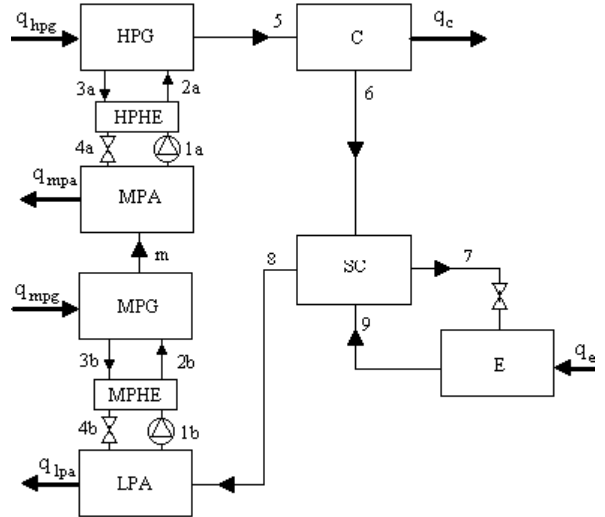 q_hpg
HPG
5
C
q_c
3a
2a
6
HPHE
4a
1a
q_mpa
MPA
m
8
SC
7
q_mpg
MPG
9
3b
2b
E
q_e
MPHE
4b
1b
q_lpa
LPA